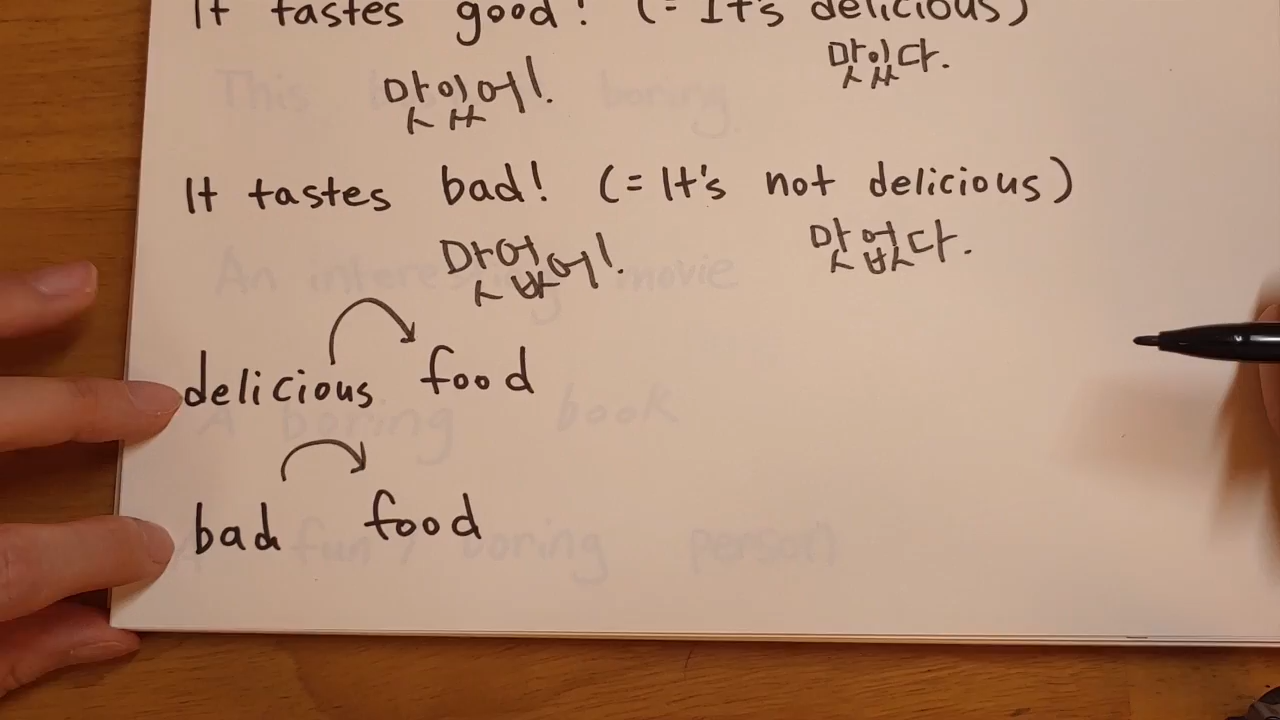 It tastes good! (= It's delicious)
맛있어! 맛있다.
It tastes bad! (= It's not delicious)
맛없어! 맛없다.
delicious food
bad food